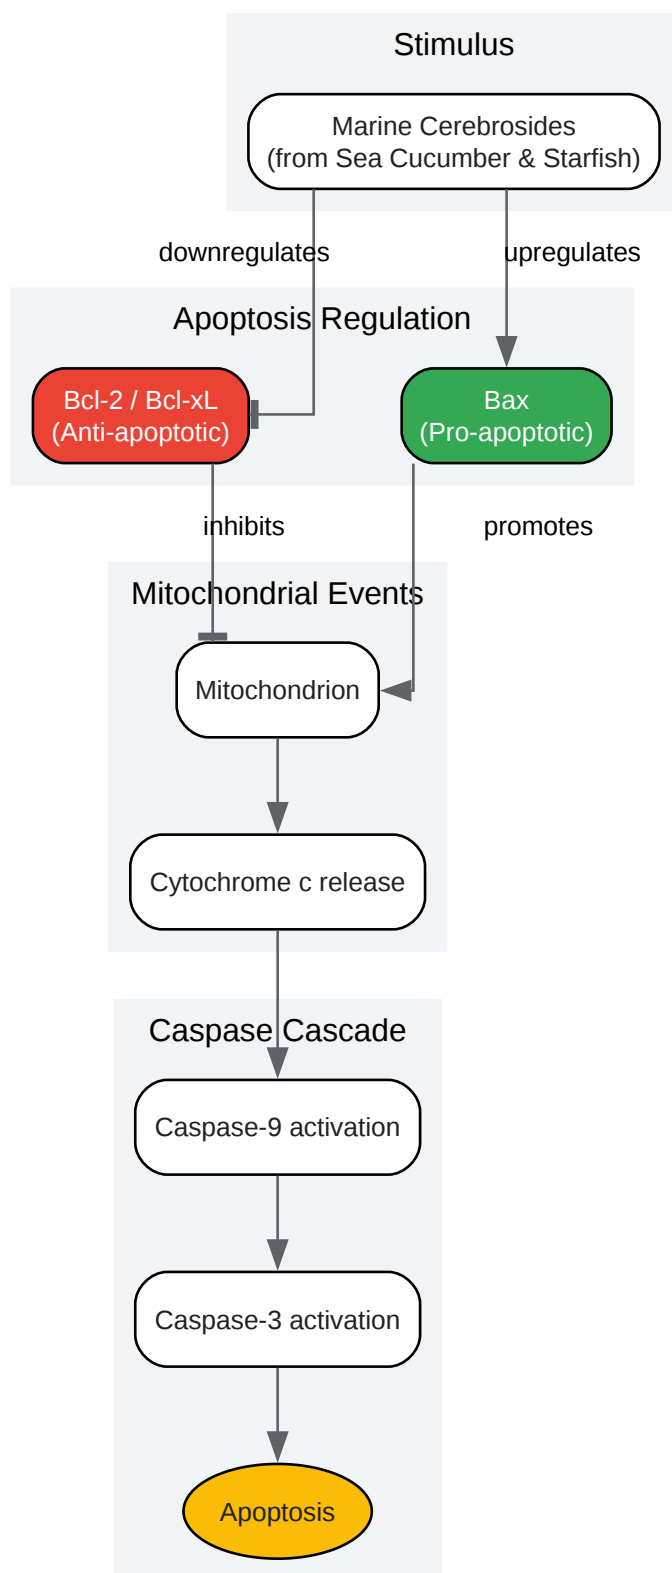 Stimulus
Marine Cerebrosides
(from Sea Cucumber & Starfish)
downregulates
upregulates
Apoptosis Regulation
Bcl-2 / Bcl-xL
(Anti-apoptotic)
Bax
(Pro-apoptotic)
inhibits
promotes
Mitochondrial Events
Mitochondrion
Cytochrome c release
Caspase Cascade
Caspase-9 activation
Caspase-3 activation
Apoptosis